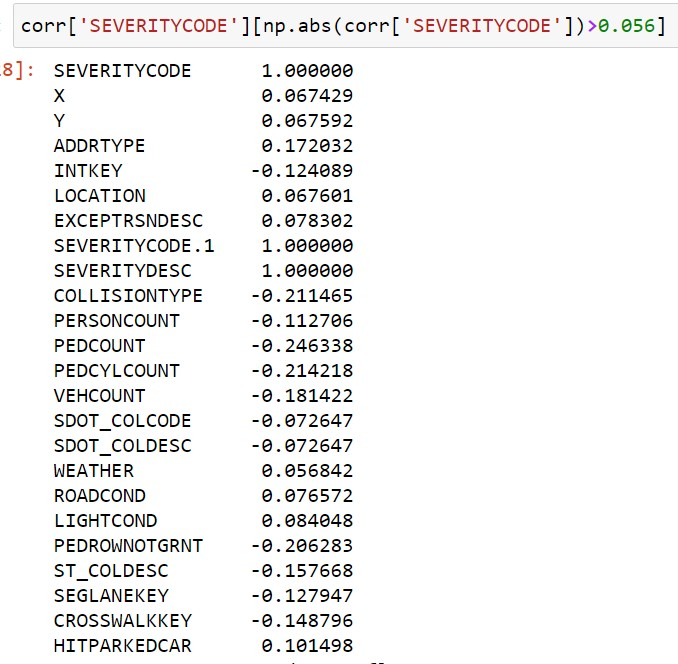 corr['SEVERITYCODE'][np.abs(corr['SEVERITYCODE'])>0.056]
8]: SEVERITYCODE 1.000000
X 0.067429
Y 0.067592
ADDRTYPE 0.172032
INTKEY -0.124089
LOCATION 0.067601
EXCEPTRSNDESC 0.078302
SEVERITYCODE.1 1.000000
SEVERITYDESC 1.000000
COLLISIONTYPE -0.211465
PERSONCOUNT -0.112706
PEDCOUNT -0.246338
PEDCYLCOUNT -0.214218
VEHCOUNT -0.181422
SDOT_COLCODE -0.072647
SDOT_COLDESC -0.072647
WEATHER 0.056842
ROADCOND 0.076572
LIGHTCOND 0.084048
PEDROWNOTGRNT -0.206283
ST_COLDESC -0.157668
SEGLANEKEY -0.127947
CROSSWALKKEY -0.148796
HITPARKEDCAR 0.101498